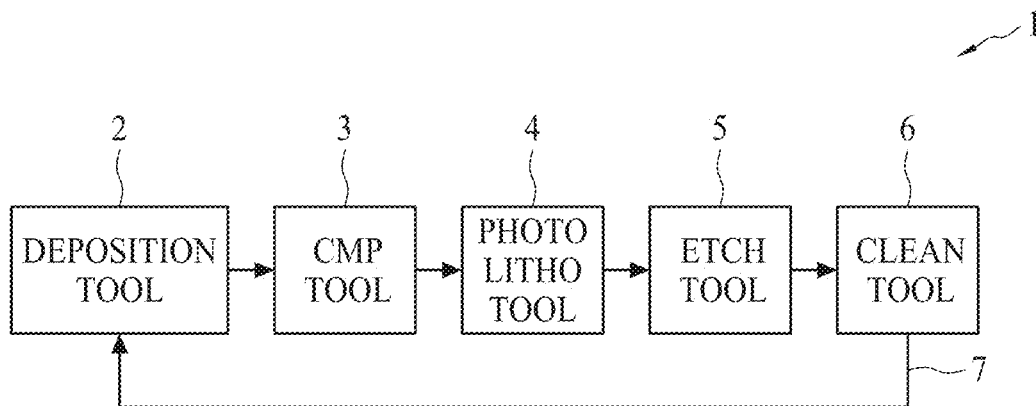 1
2
3
4
5
6
DEPOSITION
TOOL
CMP
TOOL
PHOTO
LITHO
TOOL
ETCH
TOOL
CLEAN
TOOL
7